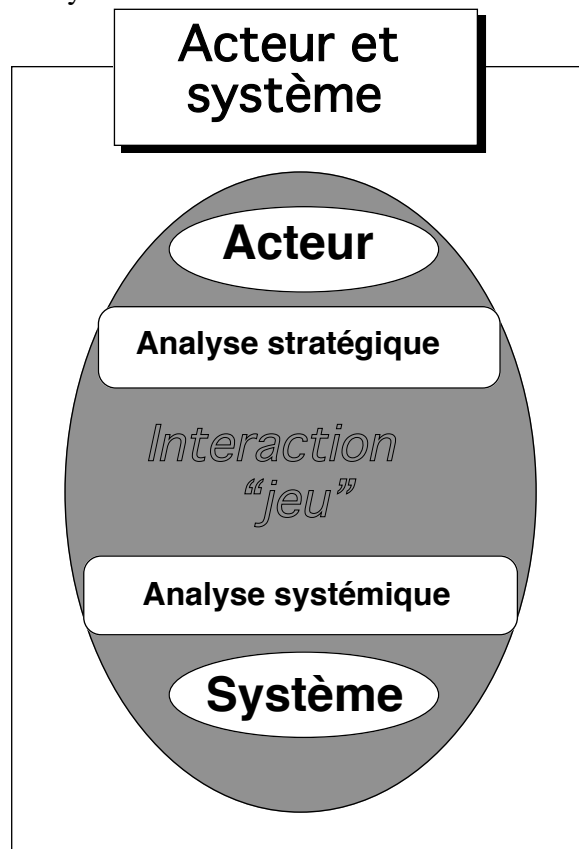 Acteur et
système
Acteur
Analyse stratégique
Interaction
“jeu”
Analyse systémique
Système